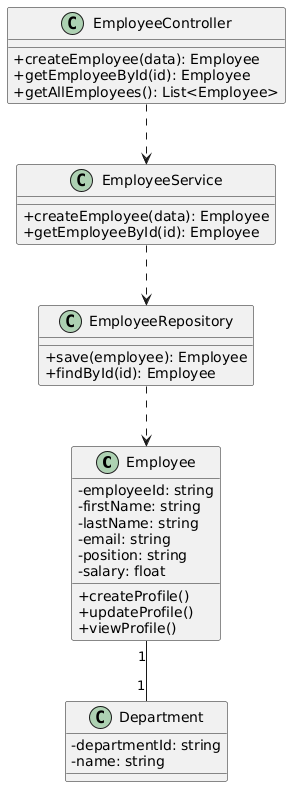 C EmployeeController
+createEmployee(data): Employee
+getEmployeeById(id): Employee
+getAllEmployees(): List<Employee>
C EmployeeService
+createEmployee(data): Employee
+getEmployeeById(id): Employee
C EmployeeRepository
+save(employee): Employee
+findById(id): Employee
C Employee
-employeeId: string
-firstName: string
-lastName: string
-email: string
-position: string
-salary: float
+createProfile()
+updateProfile()
+viewProfile()
1
1
C Department
-departmentId: string
-name: string